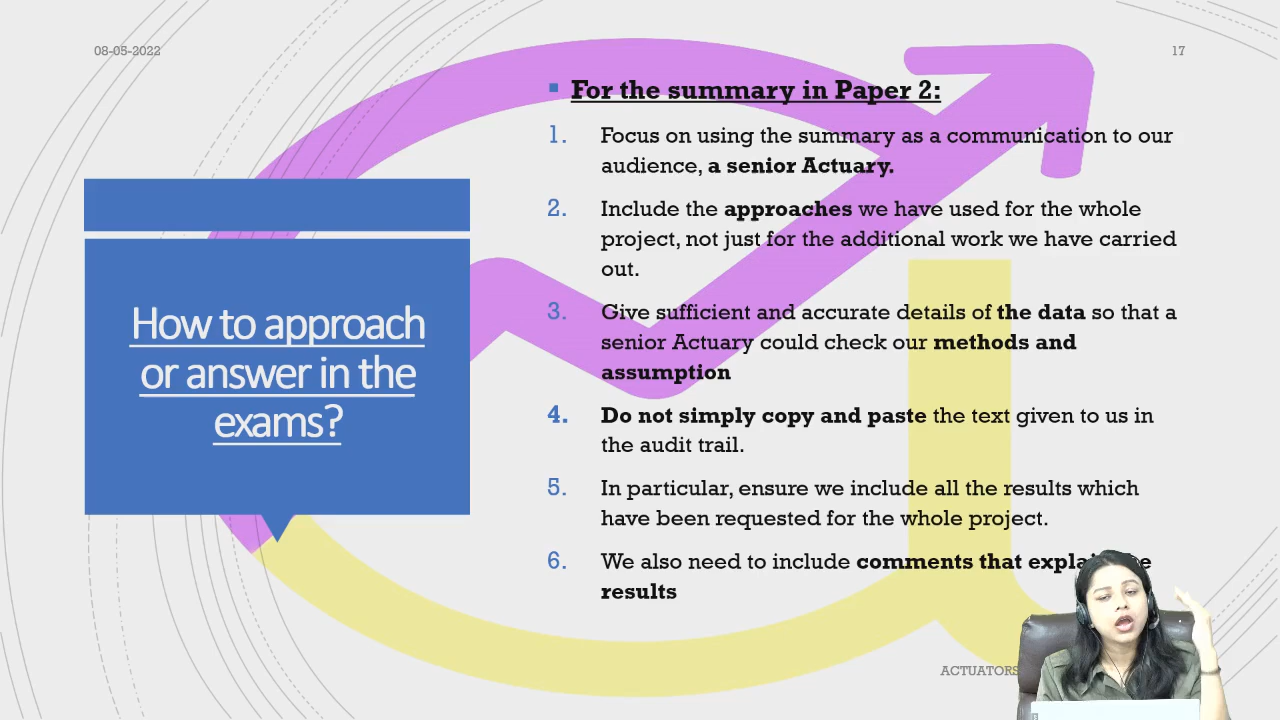 08-05-2022
17
How to approach
or answer in the
exams?
▪ For the summary in Paper 2:
1. Focus on using the summary as a communication to our
audience, a senior Actuary.
2. Include the approaches we have used for the whole
project, not just for the additional work we have carried
out.
3. Give sufficient and accurate details of the data so that a
senior Actuary could check our methods and
assumption
4. Do not simply copy and paste the text given to us in
the audit trail.
5. In particular, ensure we include all the results which
have been requested for the whole project.
6. We also need to include comments that
results
ACTUATORS